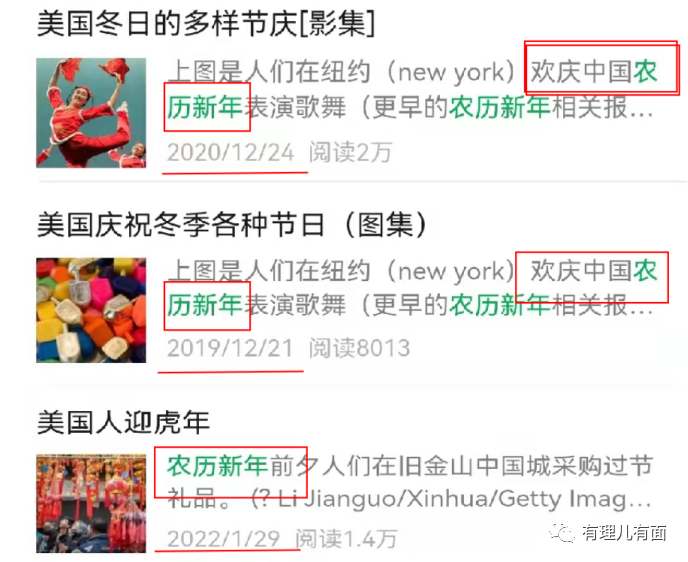 美国冬日的多样节庆[影集]
上图是人们在纽约（new york）欢庆中国农
历新年表演歌舞（更早的农历新年相关报...
2020/12/24 阅读2万
美国庆祝冬季各种节日（图集）
上图是人们在纽约（new york）欢庆中国农
历新年表演歌舞（更早的农历新年相关报...
2019/12/21 阅读8013
美国人迎虎年
农历新年前夕人们在旧金山中国城采购过节
礼品。 (? Li Jianguo/Xinhua/Getty Imag...
2022/1/29 阅读1.4万
有理儿有面